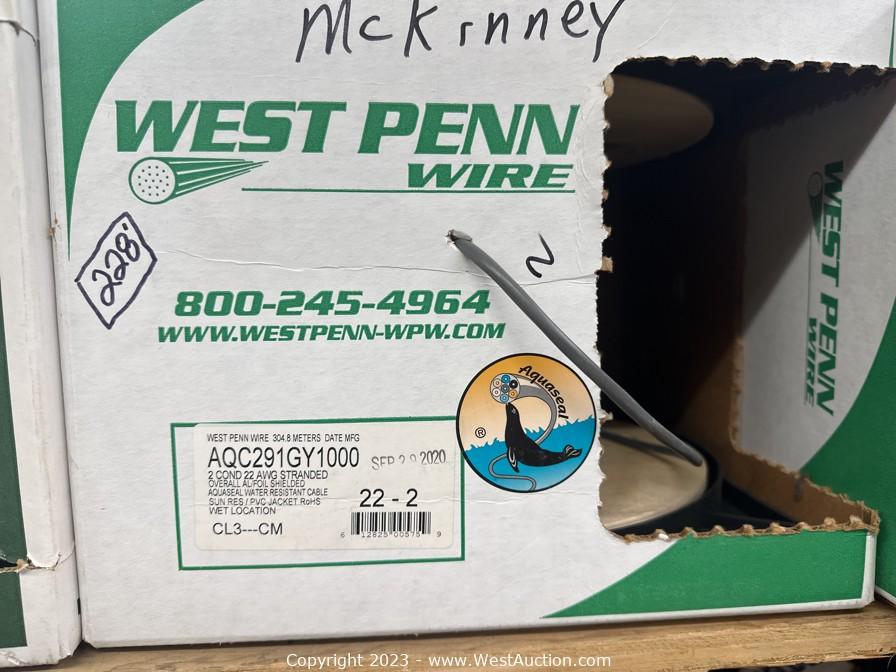 McKinney
WEST PENN
WIRE
228'
2
800-245-4964
WWW.WESTPENN-WPW.COM
Aquaseal
®
WEST PENN WIRE 304.8 METERS DATE MFG
AQC291GY1000 SEP 29 2020
2 COND 22 AWG STRANDED
OVERALL AL/FOIL SHIELDED
AQUASEAL WATER RESISTANT CABLE
SUN RES / PVC JACKET RoHS
WET LOCATION
22 - 2
CL3---CM
6 12825 00575 9
WEST PENN
WIRE
Copyright 2023 - www.WestAuction.com